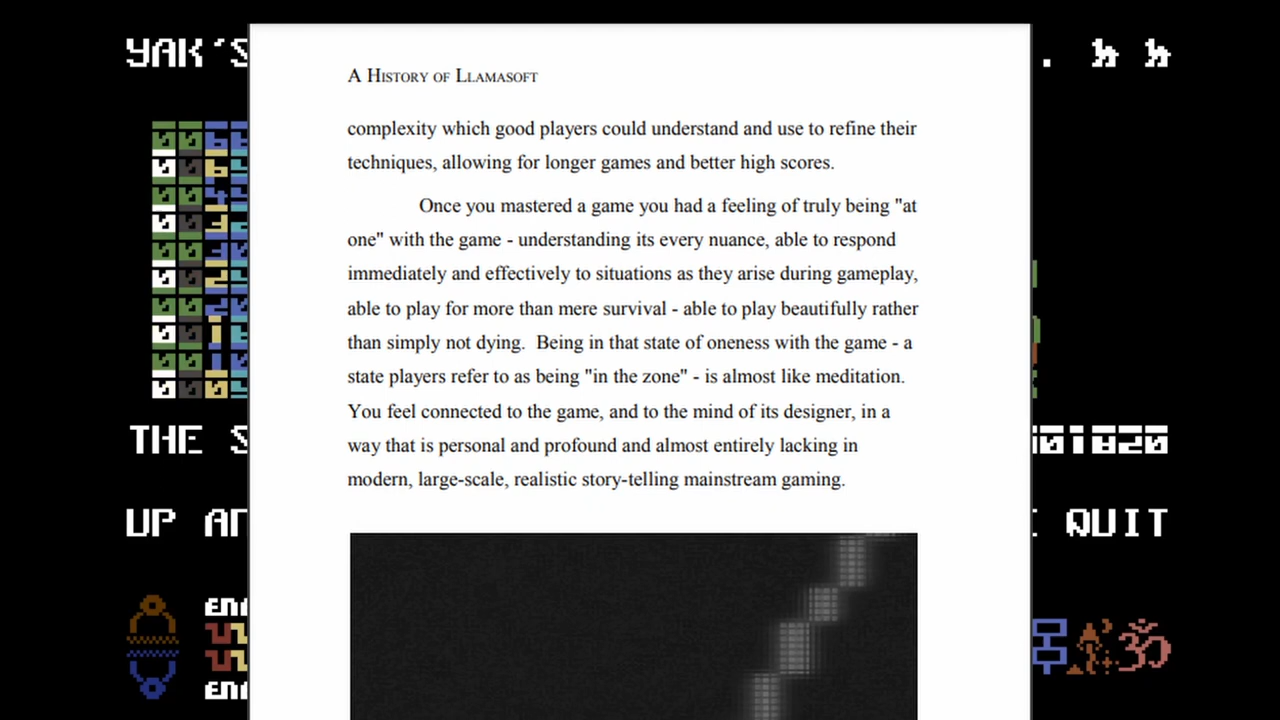 YAK'S
A HISTORY OF LLAMASOFT
complexity which good players could understand and use to refine their
techniques, allowing for longer games and better high scores.
Once you mastered a game you had a feeling of truly being "at
one" with the game - understanding its every nuance, able to respond
immediately and effectively to situations as they arise during gameplay,
able to play for more than mere survival - able to play beautifully rather
than simply not dying.  Being in that state of oneness with the game - a
state players refer to as being "in the zone" - is almost like meditation.
You feel connected to the game, and to the mind of its designer, in a
way that is personal and profound and almost entirely lacking in
modern, large-scale, realistic story-telling mainstream gaming.
THE S
001820
UP AN
QUIT
ॐ